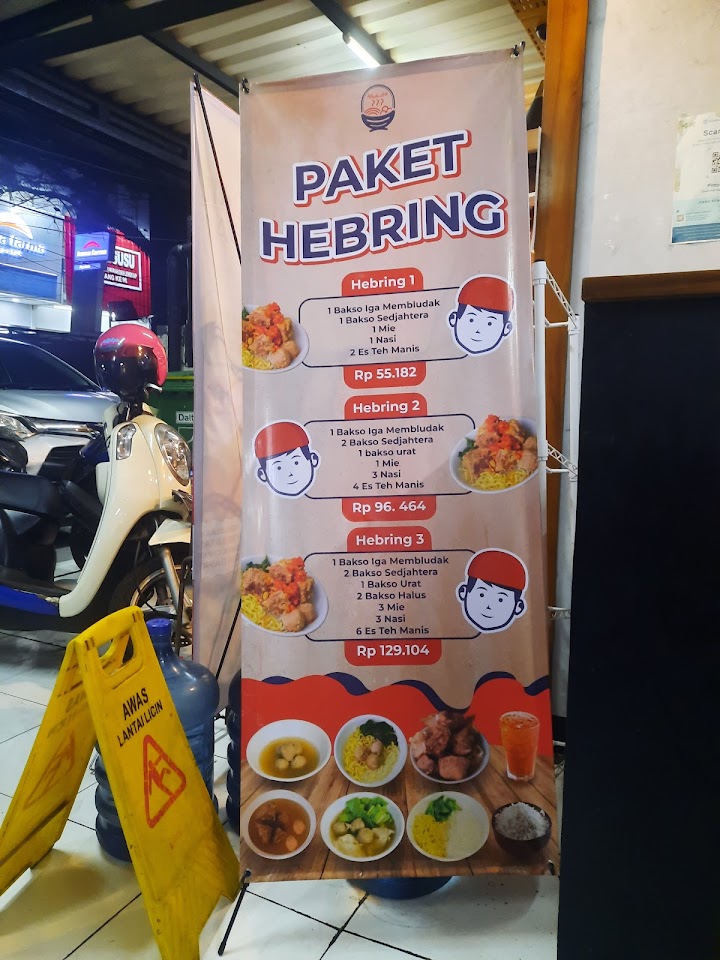 PAKET
HEBRING
Hebring 1
1 Bakso Iga Membludak
1 Bakso Sedjahtera
1 Mie
1 Nasi
2 Es Teh Manis
Rp 55.182
Hebring 2
1 Bakso Iga Membludak
2 Bakso Sedjahtera
1 bakso urat
1 Mie
3 Nasi
4 Es Teh Manis
Rp 96. 464
Hebring 3
1 Bakso Iga Membludak
2 Bakso Sedjahtera
1 Bakso Urat
2 Bakso Halus
3 Mie
3 Nasi
6 Es Teh Manis
Rp 129.104
AWAS
LANTAI LICIN